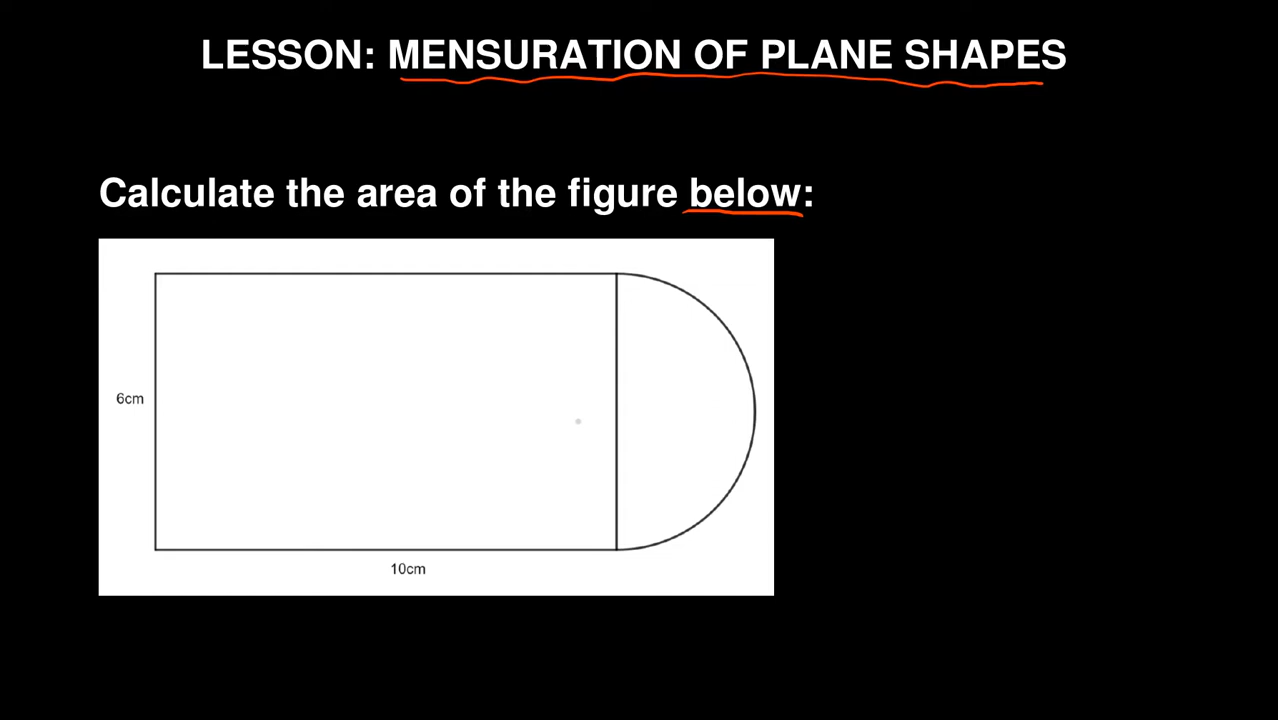 LESSON: MENSURATION OF PLANE SHAPES
Calculate the area of the figure below:
6cm
10cm